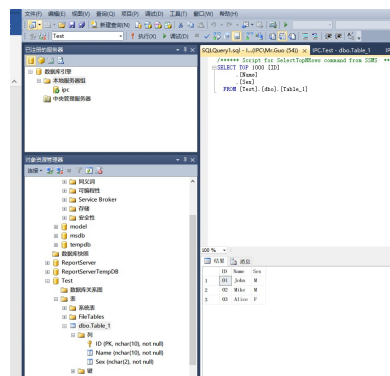 文件(F) 编辑(E) 视图(V) 查询(Q) 项目(P) 调试(D) 工具(T) 窗口(W) 帮助(H)
新建查询(N)
Test 执行(X) 调试(D)
已注册的服务器
数据库引擎
本地服务器组
ipc
中央管理服务器
对象资源管理器
连接
同义词
可编程性
Service Broker
存储
安全性
model
msdb
tempdb
数据库快照
ReportServer
ReportServerTempDB
Test
数据库关系图
表
系统表
FileTables
dbo.Table_1
列
ID (PK, nchar(10), not null)
Name (nchar(10), not null)
Sex (nchar(2), not null)
键
SQLQuery1.sql - I...(IPC\Mr.Guo (54)) IPC.Test - dbo.Table_1
/****** Script for SelectTopNRows command from SSMS **
SELECT TOP 1000 [ID]
,[Name]
,[Sex]
FROM [Test].[dbo].[Table_1]
100 %
结果 消息
ID Name Sex
1 01 John M
2 02 Mike M
3 03 Alice F